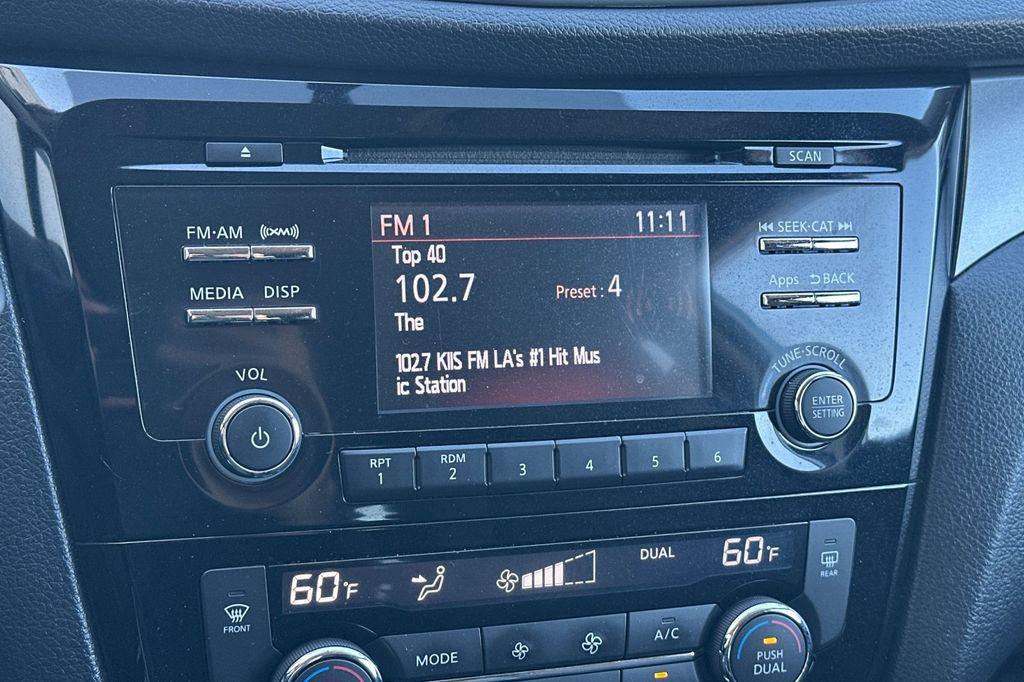 SCAN
FM·AM
((XM))
SEEK·CAT
MEDIA
DISP
Apps
BACK
FM 1
11:11
Top 40
102.7
Preset : 4
The
102.7 KIIS FM LA's #1 Hit Mus
ic Station
VOL
TUNE·SCROLL
ENTER
SETTING
RPT
1
RDM
2
3
4
5
6
60°F
DUAL
60°F
FRONT
REAR
MODE
A/C
PUSH
DUAL